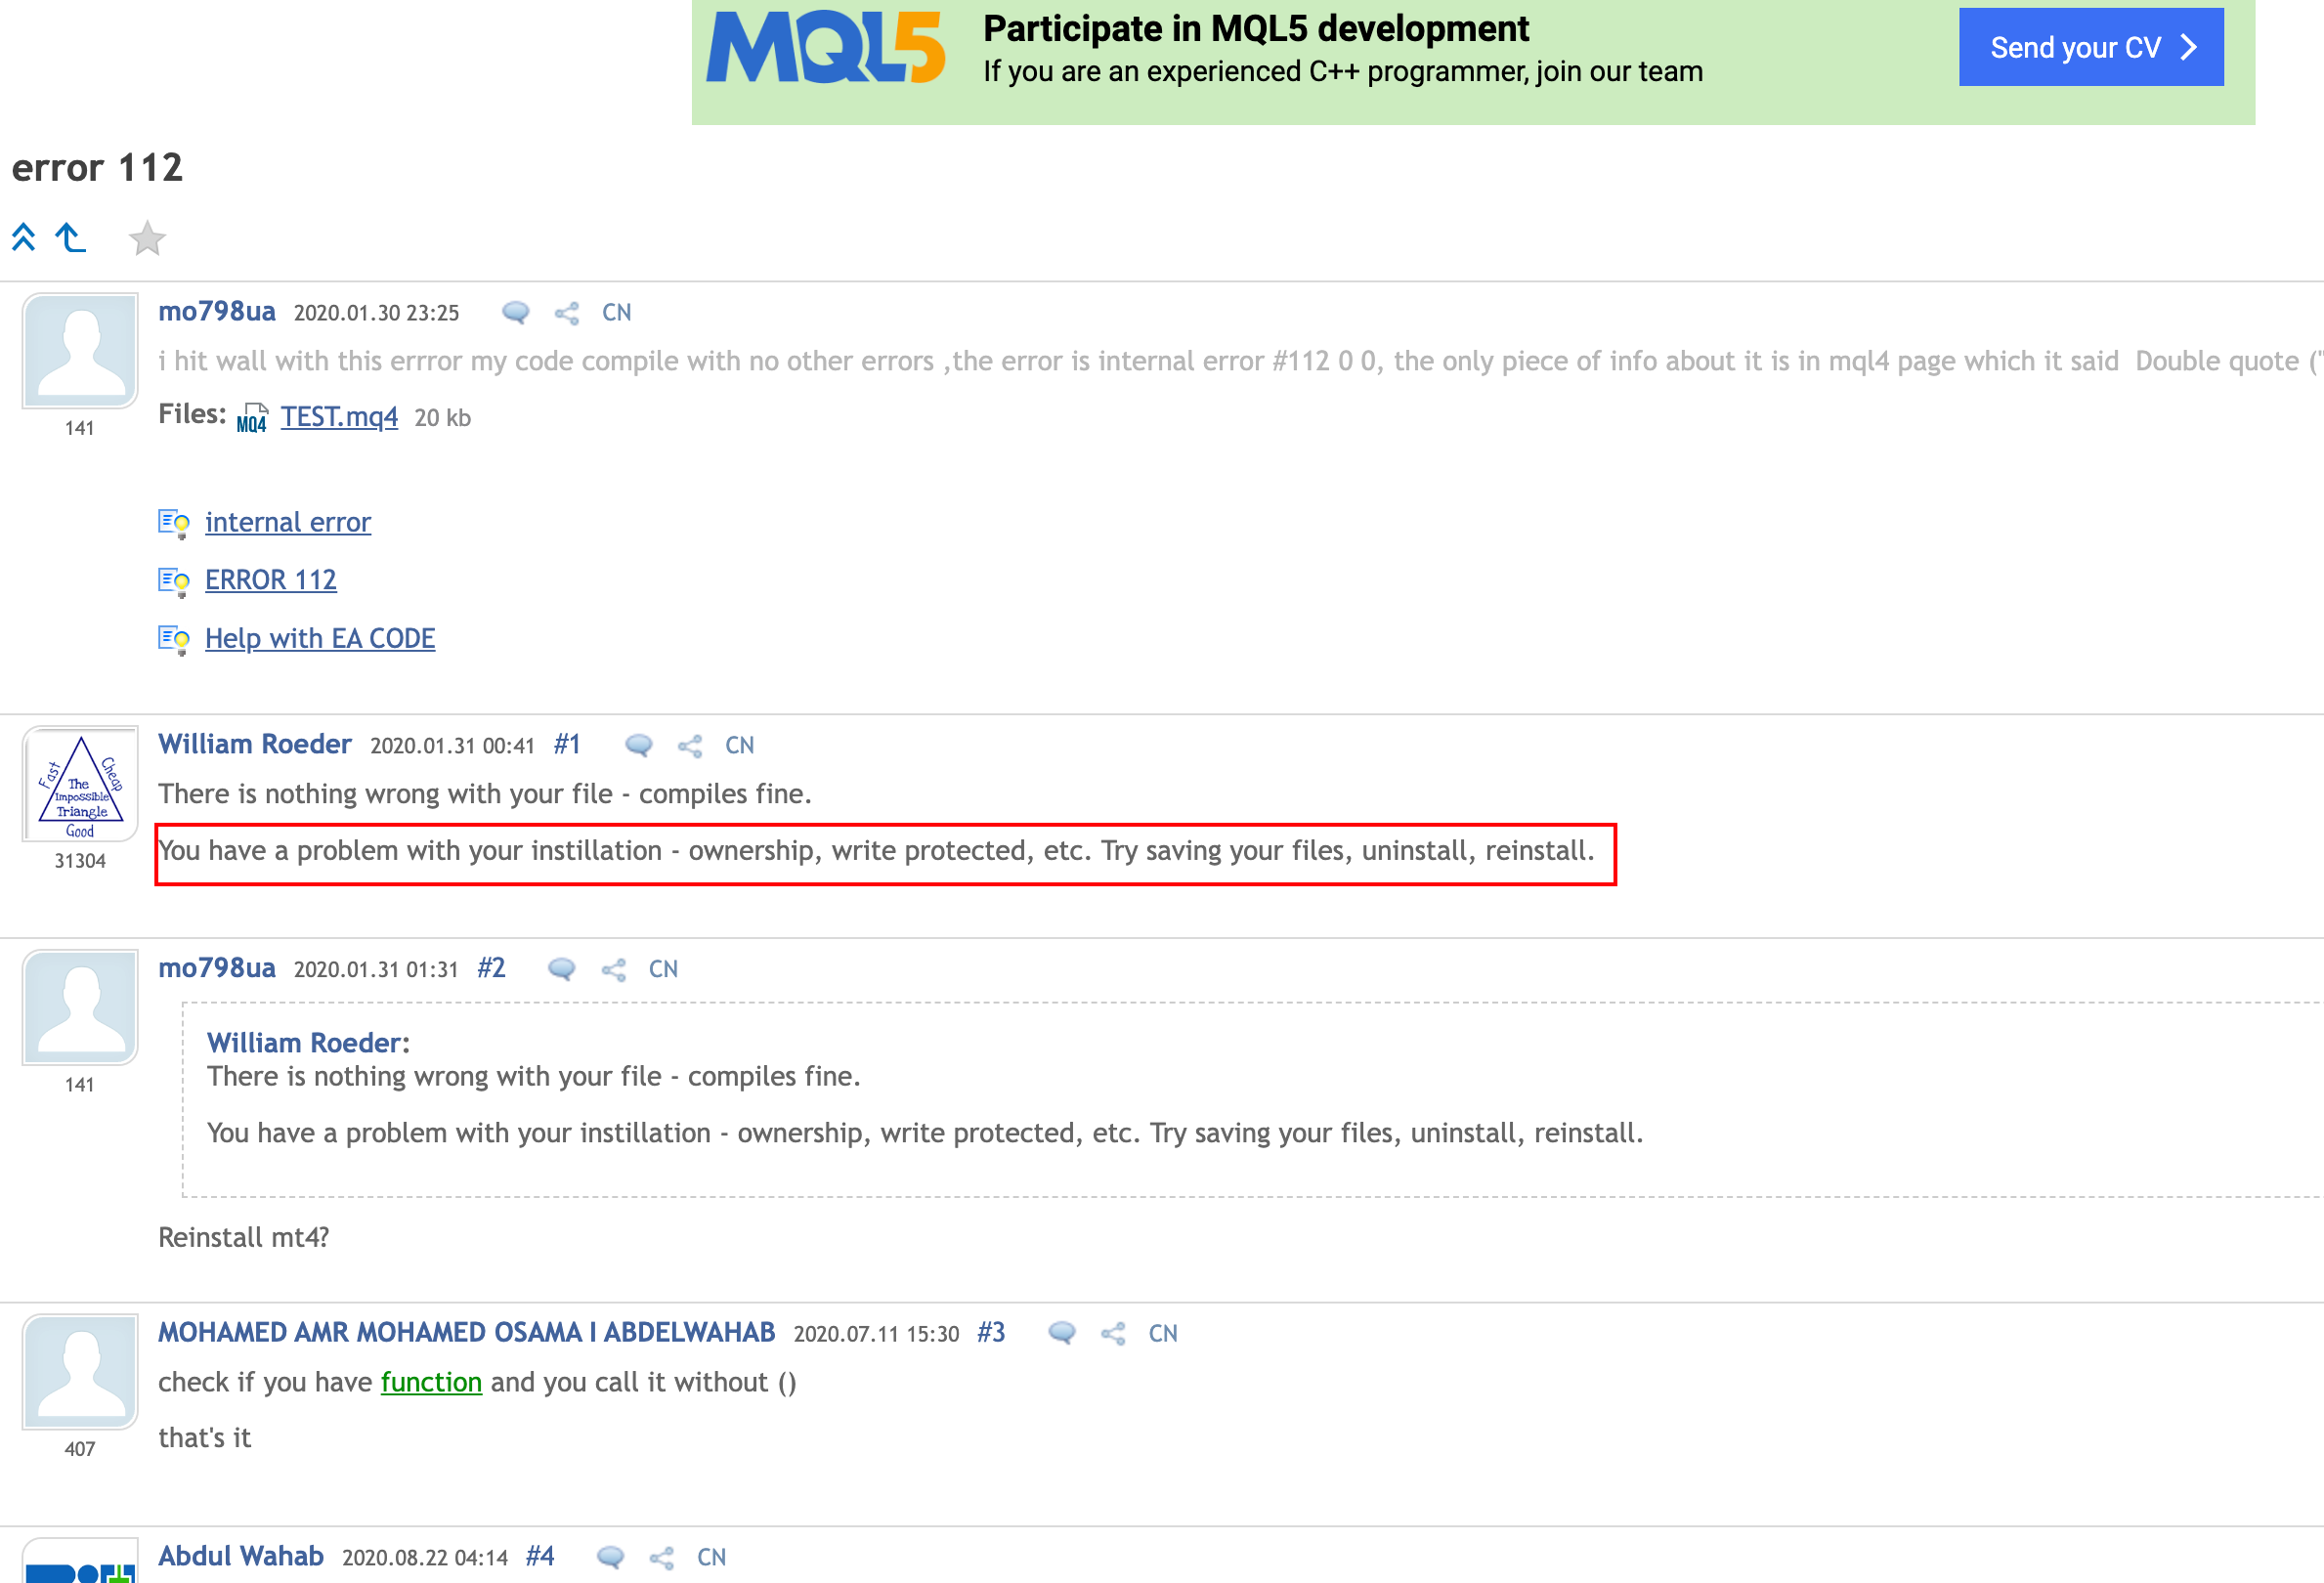 MQL5
Participate in MQL5 development
If you are an experienced C++ programmer, join our team
Send your CV
error 112
mo798ua 2020.01.30 23:25 CN
i hit wall with this errror my code compile with no other errors ,the error is internal error #112 0 0, the only piece of info about it is in mql4 page which it said Double quote ("
141
Files: MQ4 TEST.mq4 20 kb
internal error
ERROR 112
Help with EA CODE
William Roeder 2020.01.31 00:41 #1 CN
Fast
Cheap
The
Impossible
Triangle
Good
31304
There is nothing wrong with your file - compiles fine.
You have a problem with your instillation - ownership, write protected, etc. Try saving your files, uninstall, reinstall.
mo798ua 2020.01.31 01:31 #2 CN
141
William Roeder:
There is nothing wrong with your file - compiles fine.
You have a problem with your instillation - ownership, write protected, etc. Try saving your files, uninstall, reinstall.
Reinstall mt4?
MOHAMED AMR MOHAMED OSAMA I ABDELWAHAB 2020.07.11 15:30 #3 CN
check if you have function and you call it without ()
that's it
407
Abdul Wahab 2020.08.22 04:14 #4 CN